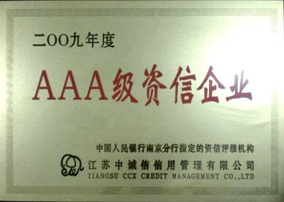 二〇〇九年度
AAA级资信企业
中国人民银行南京分行指定的资信评级机构
江苏中诚信信用管理有限公司
JIANGSU CCX CREDIT MANAGEMENT CO.,LTD